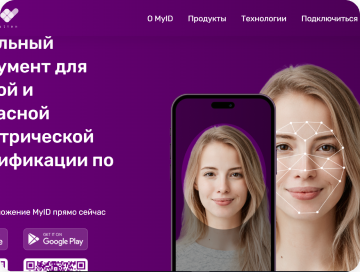 О MyID Продукты Технологии Подключиться
льный
умент для
ой и
асной
трической
ификации по
ложение MyID прямо сейчас
GET IT ON
Google Play